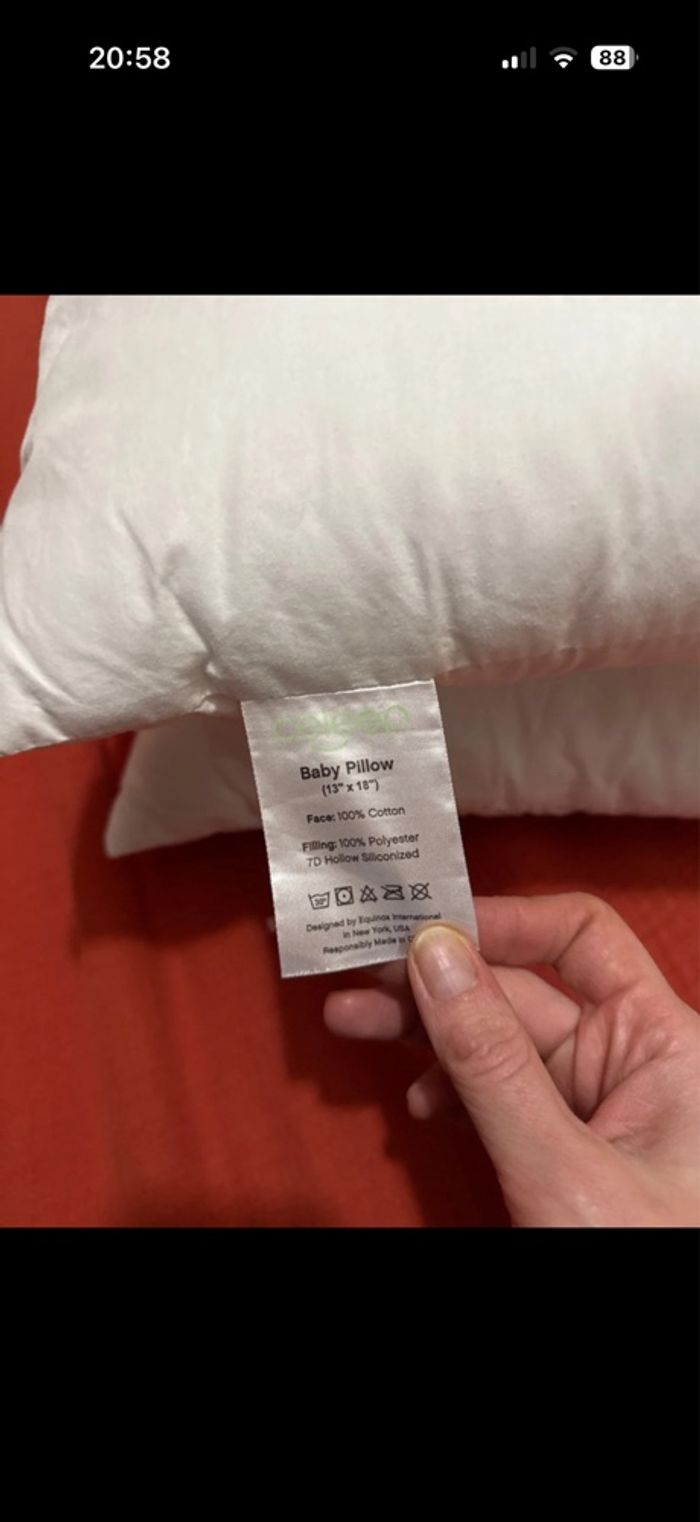 20:58
88
Baby Pillow
(13" x 18")
Face: 100% Cotton
Filling: 100% Polyester
7D Hollow Siliconized
30°
Designed by Equinox International
in New York, USA
Responsibly Made in